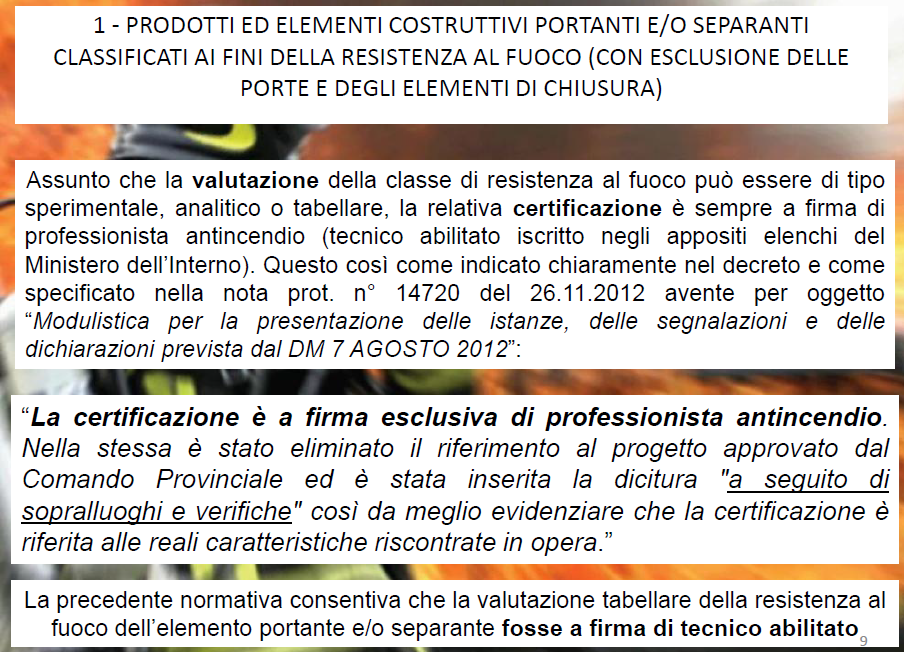 1 - PRODOTTI ED ELEMENTI COSTRUTTIVI PORTANTI E/O SEPARANTI
CLASSIFICATI AI FINI DELLA RESISTENZA AL FUOCO (CON ESCLUSIONE DELLE
PORTE E DEGLI ELEMENTI DI CHIUSURA)
Assunto che la valutazione della classe di resistenza al fuoco può essere di tipo
sperimentale, analitico o tabellare, la relativa certificazione è sempre a firma di
professionista antincendio (tecnico abilitato iscritto negli appositi elenchi del
Ministero dell'Interno). Questo così come indicato chiaramente nel decreto e come
specificato nella nota prot. n° 14720 del 26.11.2012 avente per oggetto
“Modulistica per la presentazione delle istanze, delle segnalazioni e delle
dichiarazioni prevista dal DM 7 AGOSTO 2012”:
“La certificazione è a firma esclusiva di professionista antincendio.
Nella stessa è stato eliminato il riferimento al progetto approvato dal
Comando Provinciale ed è stata inserita la dicitura "a seguito di
sopralluoghi e verifiche" così da meglio evidenziare che la certificazione è
riferita alle reali caratteristiche riscontrate in opera.”
La precedente normativa consentiva che la valutazione tabellare della resistenza al
fuoco dell'elemento portante e/o separante fosse a firma di tecnico abilitato
9